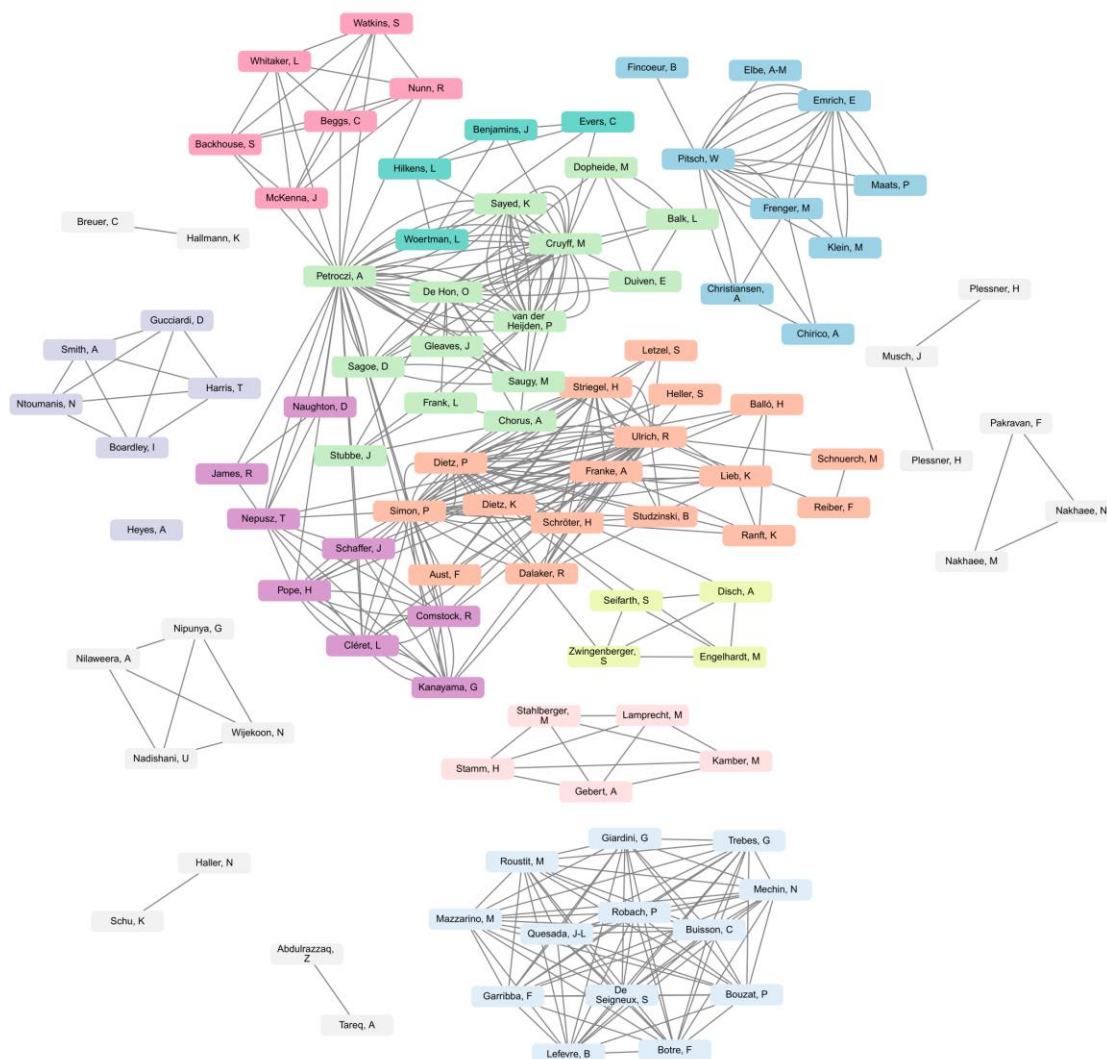 Watkins, S
Whitaker, L
Nunn, R
Beggs, C
Backhouse, S
McKenna, J
Fincoeur, B
Elbe, A-M
Emrich, E
Pitsch, W
Maats, P
Frenger, M
Klein, M
Christiansen,
A
Chirico, A
Benjamins, J
Evers, C
Hilkens, L
Woertman, L
Dopheide, M
Sayed, K
Balk, L
Cruyff, M
Duiven, E
Petroczi, A
De Hon, O
van der
Heijden, P
Gleaves, J
Sagoe, D
Saugy, M
Frank, L
Chorus, A
Stubbe, J
Breuer, C
Hallmann, K
Gucciardi, D
Smith, A
Harris, T
Ntoumanis, N
Boardley, I
Heyes, A
Plessner, H
Musch, J
Plessner, H
Pakravan, F
Nakhaee, N
Nakhaee, M
Letzel, S
Striegel, H
Heller, S
Balló, H
Ulrich, R
Schnuerch, M
Dietz, P
Franke, A
Lieb, K
Reiber, F
Simon, P
Dietz, K
Studzinski, B
Schröter, H
Ranft, K
Aust, F
Dalaker, R
Naughton, D
James, R
Nepusz, T
Schaffer, J
Pope, H
Comstock, R
Cléret, L
Kanayama, G
Seifarth, S
Disch, A
Zwingenberger,
S
Engelhardt, M
Nipunya, G
Nilaweera, A
Wijekoon, N
Nadishani, U
Stahlberger,
M
Lamprecht, M
Stamm, H
Kamber, M
Gebert, A
Haller, N
Schu, K
Abdulrazzaq,
Z
Tareq, A
Giardini, G
Trebes, G
Roustit, M
Mechin, N
Mazzarino, M
Robach, P
Quesada, J-L
Buisson, C
Garribba, F
De
Seigneux, S
Bouzat, P
Lefevre, B
Botre, F